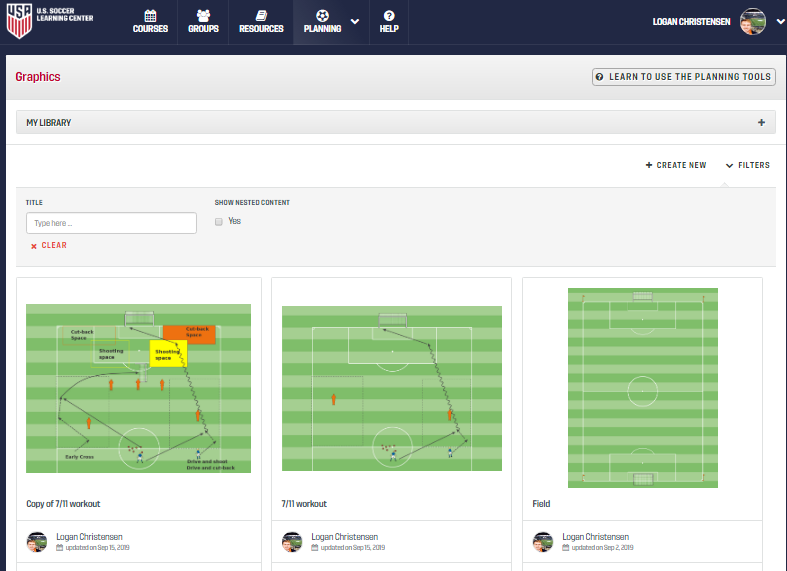 USA
U.S. SOCCER
LEARNING CENTER
COURSES
GROUPS
RESOURCES
PLANNING
HELP
LOGAN CHRISTENSEN
Graphics
LEARN TO USE THE PLANNING TOOLS
MY LIBRARY
CREATE NEW
FILTERS
TITLE
SHOW NESTED CONTENT
Type here ...
Yes
CLEAR
Cut-back
Space
Cut-back
Space
Shooting
space
Shooting
space
Early Cross
Drive and shoot
Drive and cut-back
Copy of 7/11 workout
7/11 workout
Field
Logan Christensen
updated on Sep 15, 2019
Logan Christensen
updated on Sep 15, 2019
Logan Christensen
updated on Sep 2, 2019